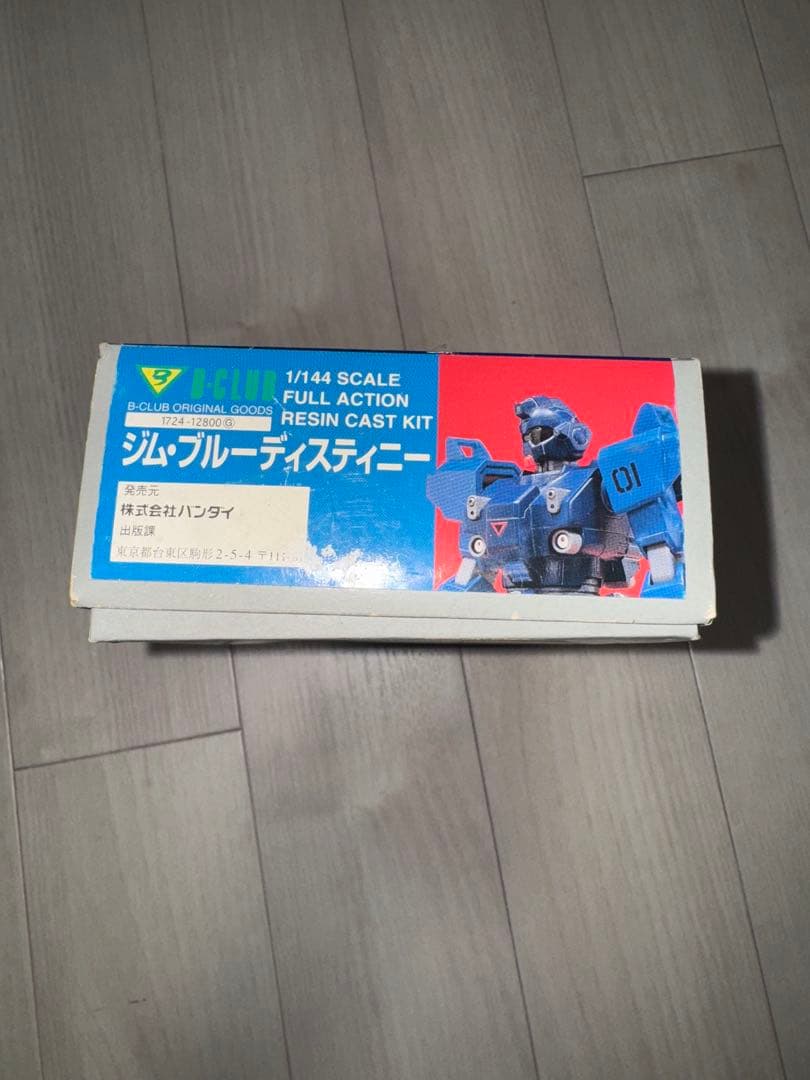 B-CLUB
B-CLUB ORIGINAL GOODS
1724-12800Ⓖ
1/144 SCALE
FULL ACTION
RESIN CAST KIT
ジム・ブルーディスティニー
発売元
株式会社バンダイ
出版課
東京都台東区駒形2-5-4 〒11
01